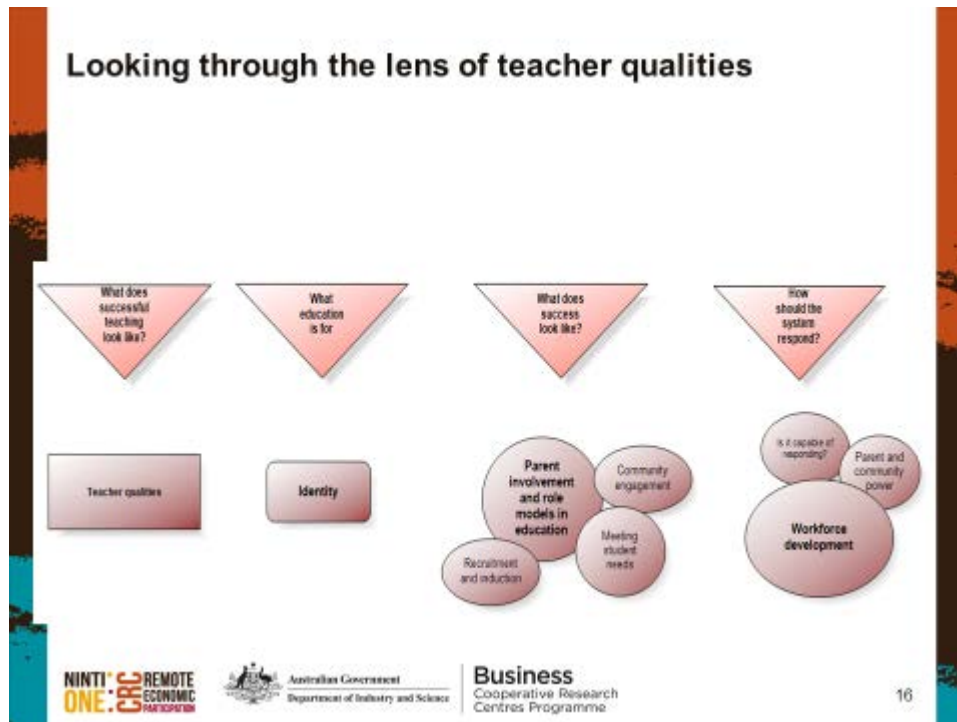 Looking through the lens of teacher qualities
What does
successful
teaching
look like?
What
education
is for
What does
success
look like?
How
should the
system
respond?
Teacher qualities
Identity
Parent
involvement
and role
models in
education
Community
engagement
Meeting
student
needs
Recruitment
and induction
Is it capable of
responding?
Parent and
community
power
Workforce
development
NINTI
ONE:
CRC
REMOTE
ECONOMIC
PARTICIPATION
Australian Government
Department of Industry and Science
Business
Cooperative Research
Centres Programme
16